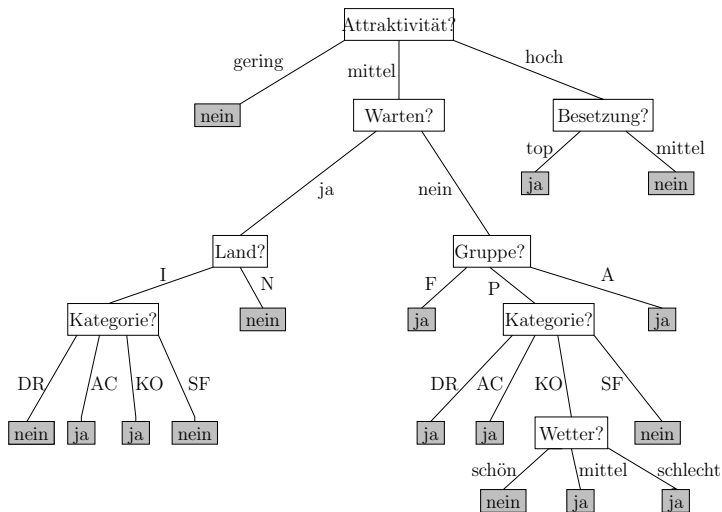 Attraktivität?
gering mittel hoch
nein Warten? Besetzung?
top mittel
ja nein
ja nein
Land? Gruppe?
I N F P A
Kategorie? nein ja Kategorie? ja
DR AC KO SF DR AC KO SF
nein ja ja nein ja ja Wetter? nein
schön mittel schlecht
nein ja ja